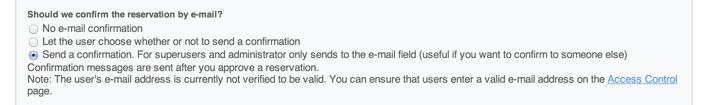 Should we confirm the reservation by e-mail?
No e-mail confirmation
Let the user choose whether or not to send a confirmation
Send a confirmation. For superusers and administrator only sends to the e-mail field (useful if you want to confirm to someone else)
Confirmation messages are sent after you approve a reservation.
Note: The user's e-mail address is currently not verified to be valid. You can ensure that users enter a valid e-mail address on the Access Control
page.